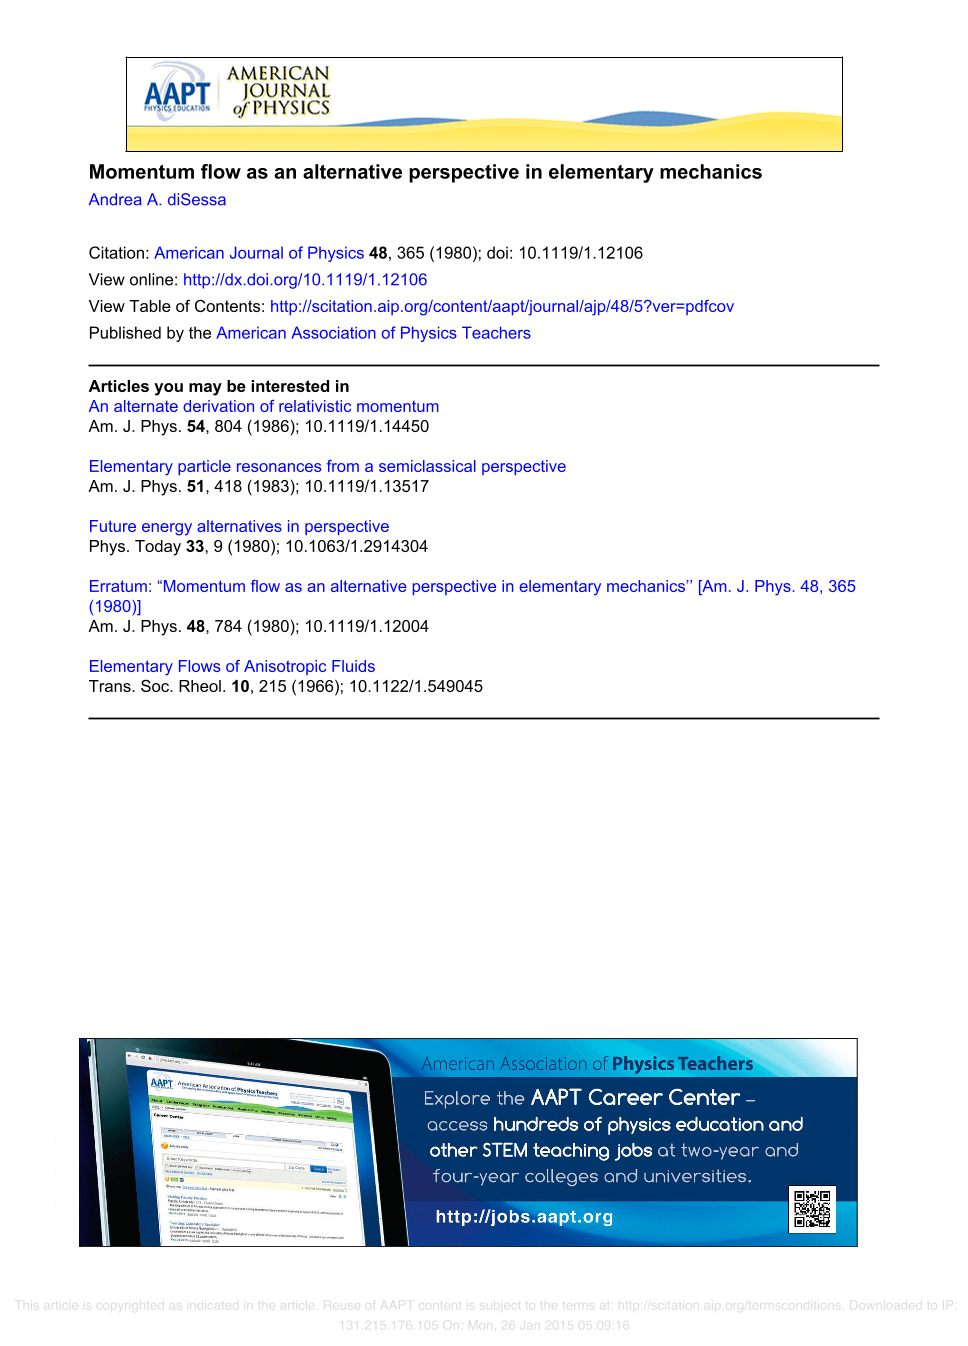 AAPT
PHYSICS EDUCATION
AMERICAN
JOURNAL
of PHYSICS
Momentum flow as an alternative perspective in elementary mechanics
Andrea A. diSessa
Citation: American Journal of Physics 48, 365 (1980); doi: 10.1119/1.12106
View online: http://dx.doi.org/10.1119/1.12106
View Table of Contents: http://scitation.aip.org/content/aapt/journal/ajp/48/5?ver=pdfcov
Published by the American Association of Physics Teachers
Articles you may be interested in
An alternate derivation of relativistic momentum
Am. J. Phys. 54, 804 (1986); 10.1119/1.14450
Elementary particle resonances from a semiclassical perspective
Am. J. Phys. 51, 418 (1983); 10.1119/1.13517
Future energy alternatives in perspective
Phys. Today 33, 9 (1980); 10.1063/1.2914304
Erratum: “Momentum flow as an alternative perspective in elementary mechanics’’ [Am. J. Phys. 48, 365
(1980)]
Am. J. Phys. 48, 784 (1980); 10.1119/1.12004
Elementary Flows of Anisotropic Fluids
Trans. Soc. Rheol. 10, 215 (1966); 10.1122/1.549045
AAPT American Association of Physics Teachers
Career Center
American Association of Physics Teachers
Explore the AAPT Career Center –
access hundreds of physics education and
other STEM teaching jobs at two-year and
four-year colleges and universities.
http://jobs.aapt.org
This article is copyrighted as indicated in the article. Reuse of AAPT content is subject to the terms at: http://scitation.aip.org/termsconditions. Downloaded to IP:
131.215.176.105 On: Mon, 26 Jan 2015 05:09:16